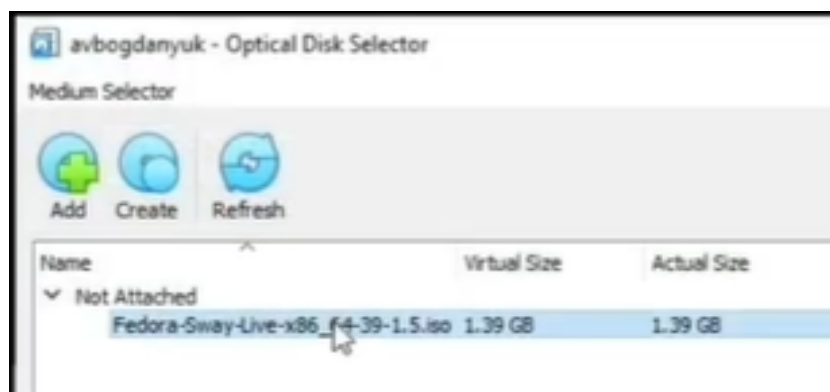 avbogdanyuk - Optical Disk Selector
Medium Selector
Add Create Refresh
Name Virtual Size Actual Size
Not Attached
Fedora-Sway-Live-x86_64-39-1.5.iso 1.39 GB 1.39 GB